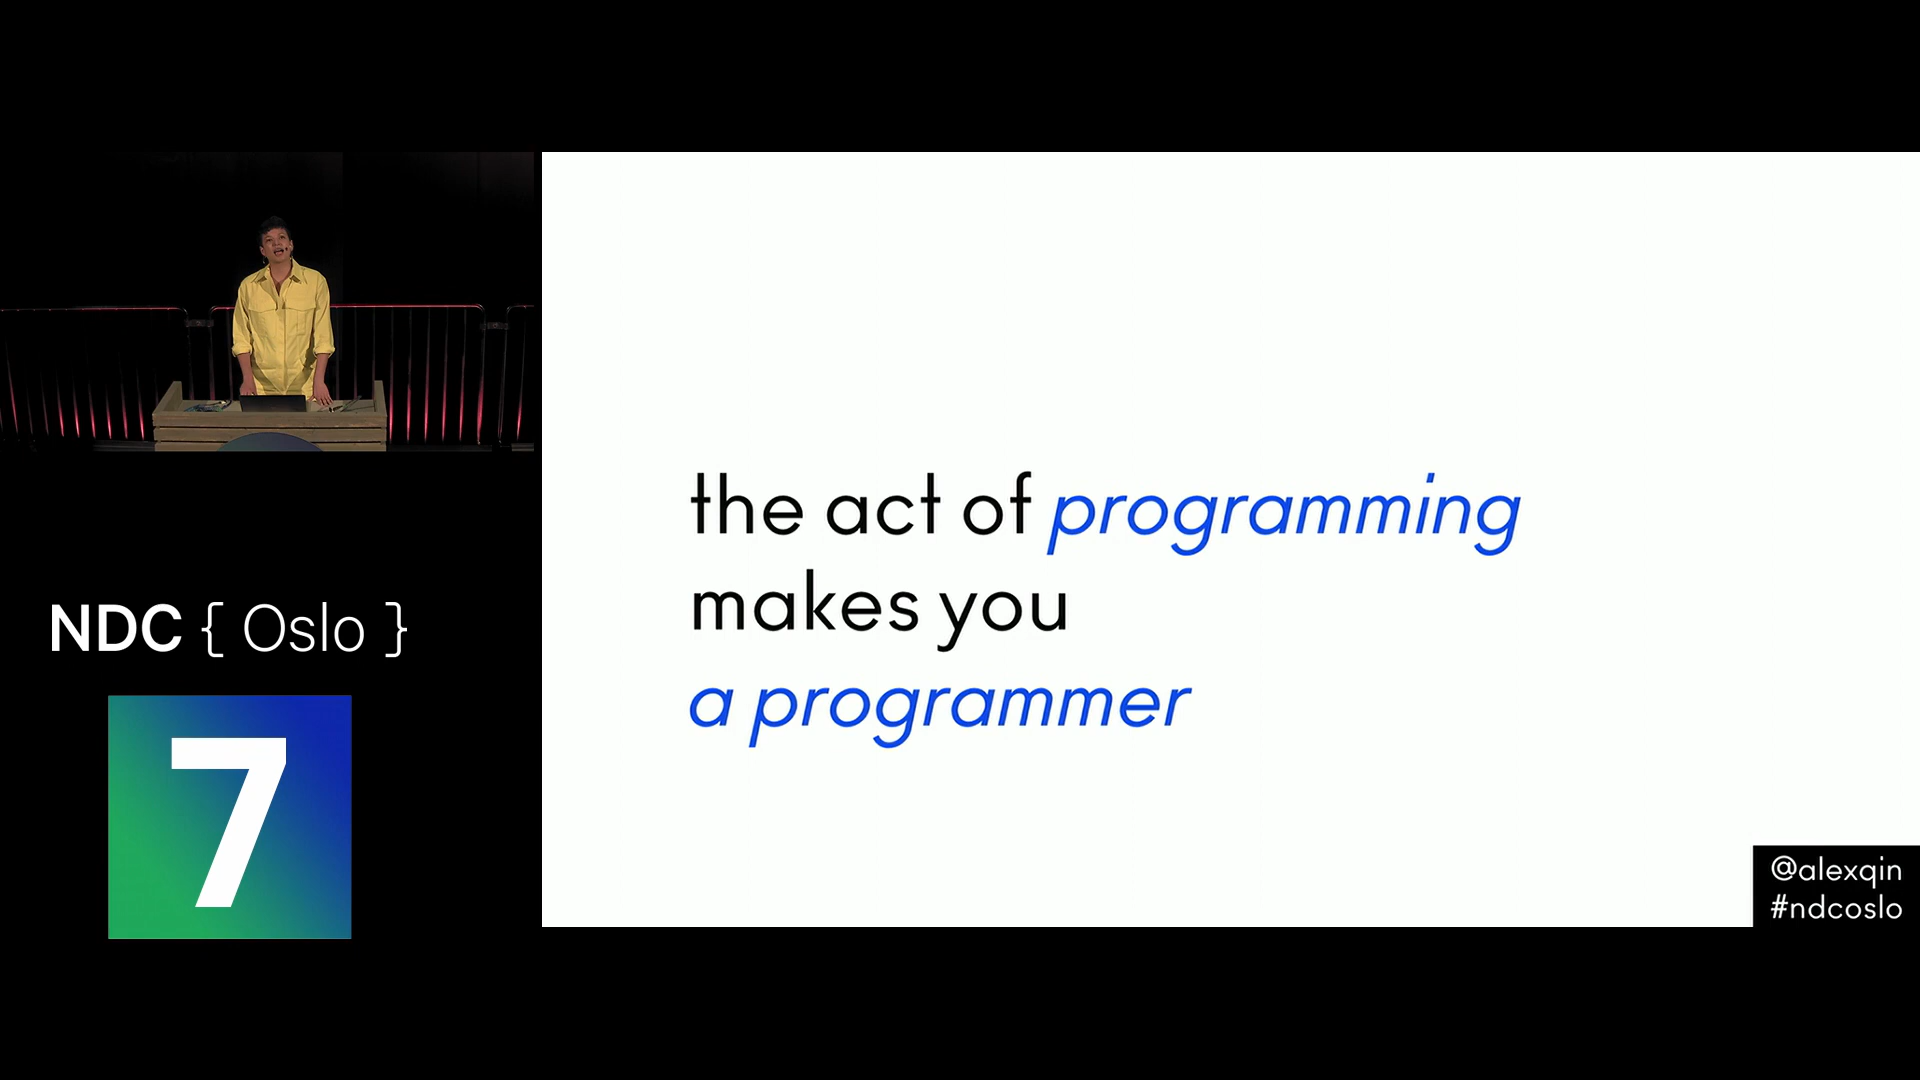 the act of programming
makes you
a programmer
NDC { Oslo }
7
@alexqin
#ndcoslo